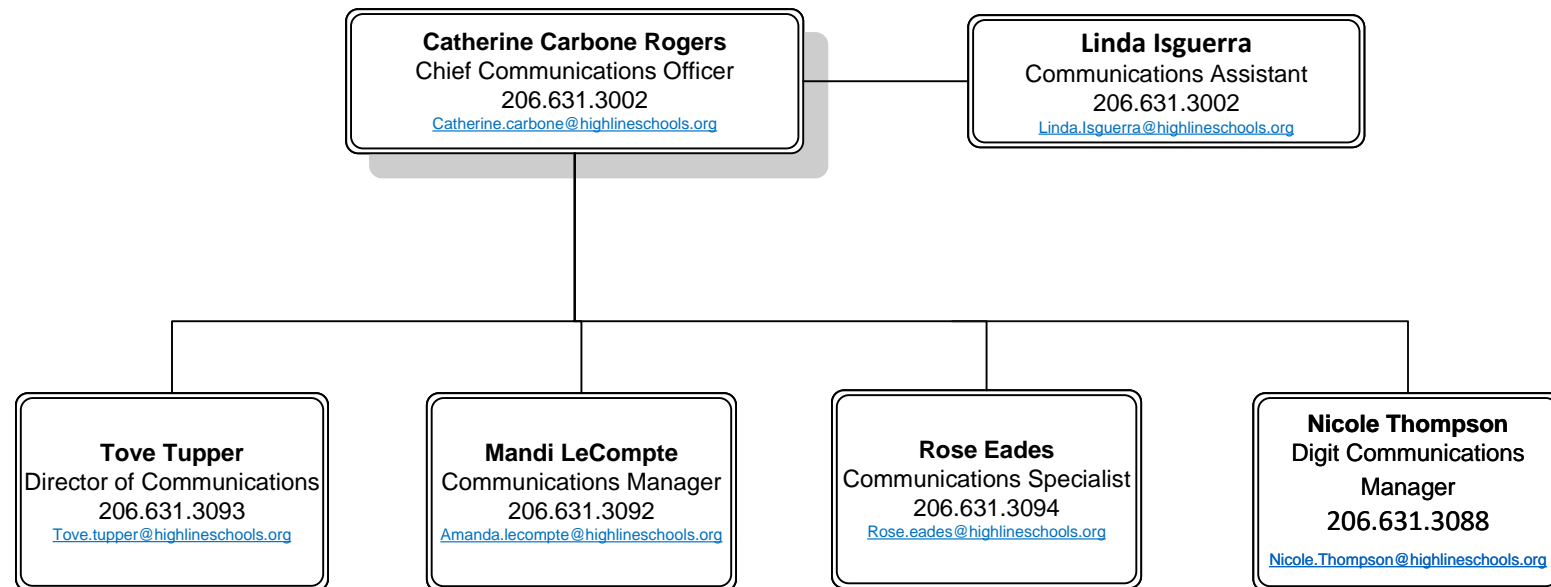 Catherine Carbone Rogers
Chief Communications Officer
206.631.3002
Catherine.carbone@highlineschools.org
Linda Isguerra
Communications Assistant
206.631.3002
Linda.Isguerra@highlineschools.org
Tove Tupper
Director of Communications
206.631.3093
Tove.tupper@highlineschools.org
Mandi LeCompte
Communications Manager
206.631.3092
Amanda.lecompte@highlineschools.org
Rose Eades
Communications Specialist
206.631.3094
Rose.eades@highlineschools.org
Nicole Thompson
Digit Communications
Manager
206.631.3088
Nicole.Thompson@highlineschools.org